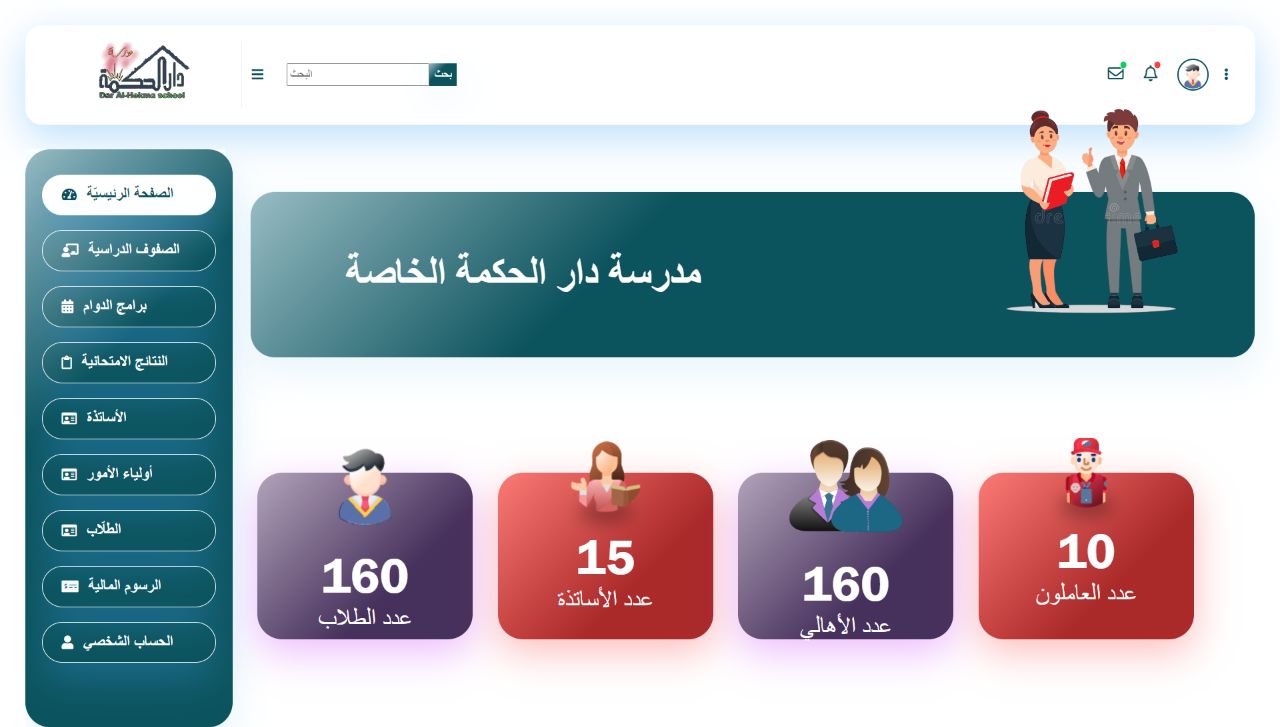 مدرسة
دار الحكمة
Dar Al-Hekma school
البحث
بحث
الصفحة الرئيسيّة
الصفوف الدراسية
برامج الدوام
النتائج الامتحانية
الأساتذة
أولياء الأمور
الطلّاب
الرسوم المالية
الحساب الشخصي
مدرسة دار الحكمة الخاصة
160
عدد الطلاب
15
عدد الأساتذة
160
عدد الأهالي
10
عدد العاملون